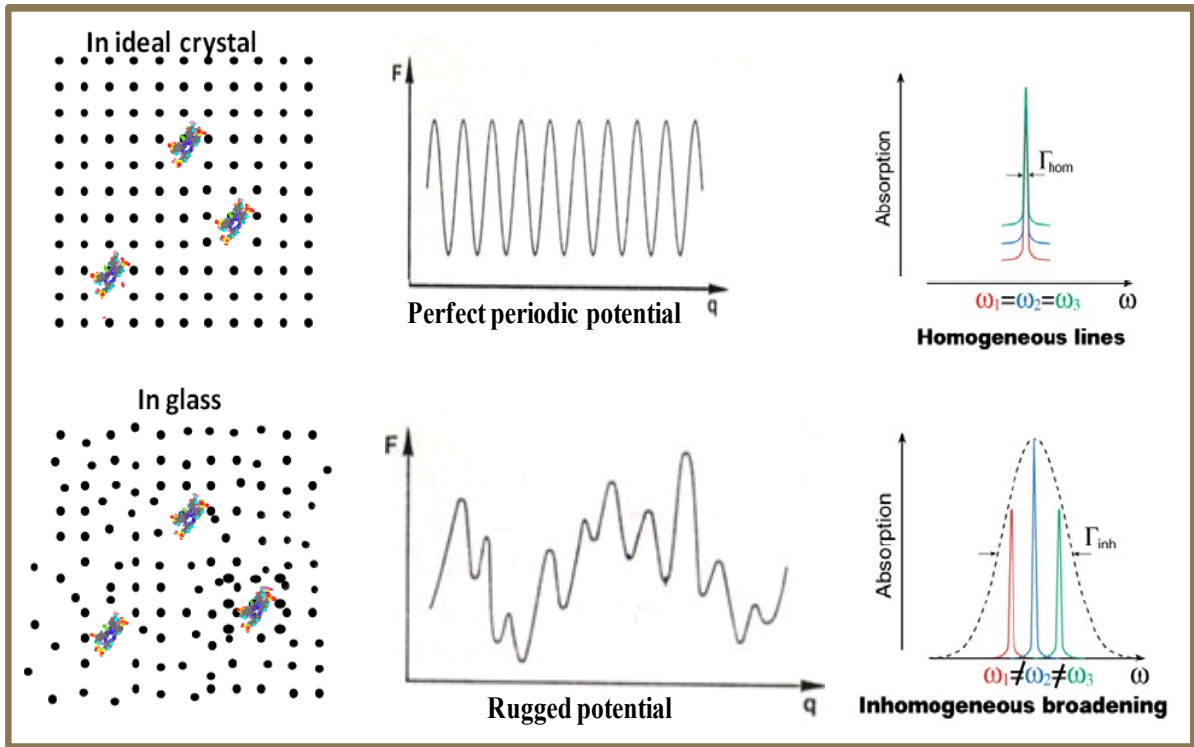 In ideal crystal
F
q
Perfect periodic potential
Absorption
Γhom
ω1=ω2=ω3 ω
Homogeneous lines
In glass
F
q
Rugged potential
Absorption
Γinh
ω1≠ω2≠ω3 ω
Inhomogeneous broadening